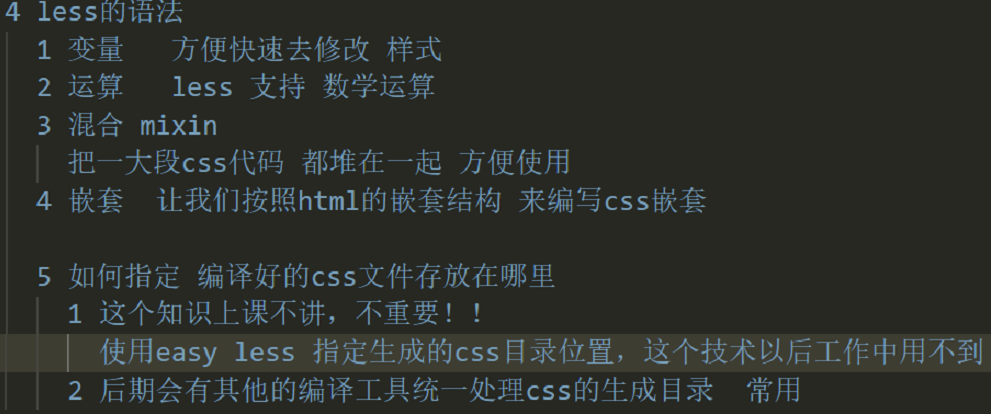 4 less的语法
1 变量 方便快速去修改 样式
2 运算 less 支持 数学运算
3 混合 mixin
把一大段css代码 都堆在一起 方便使用
4 嵌套 让我们按照html的嵌套结构 来编写css嵌套
5 如何指定 编译好的css文件存放在哪里
1 这个知识上课不讲，不重要！！
使用easy less 指定生成的css目录位置，这个技术以后工作中用不到
2 后期会有其他的编译工具统一处理css的生成目录 常用